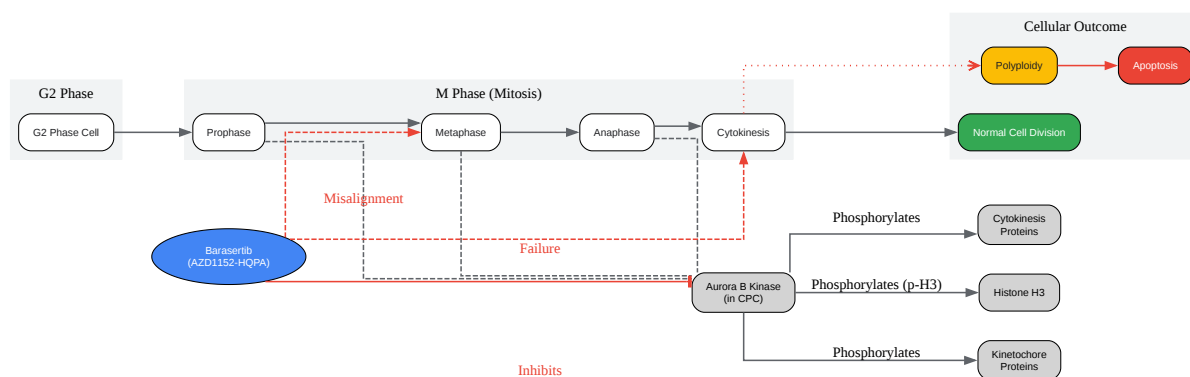 Cellular Outcome
Polyploidy
Apoptosis
G2 Phase
M Phase (Mitosis)
G2 Phase Cell
Prophase
Metaphase
Anaphase
Cytokinesis
Normal Cell Division
Misalignment
Failure
Barasertib
(AZD1152-HQPA)
Phosphorylates
Cytokinesis
Proteins
Aurora B Kinase
(in CPC)
Phosphorylates (p-H3)
Histone H3
Phosphorylates
Kinetochore
Proteins
Inhibits